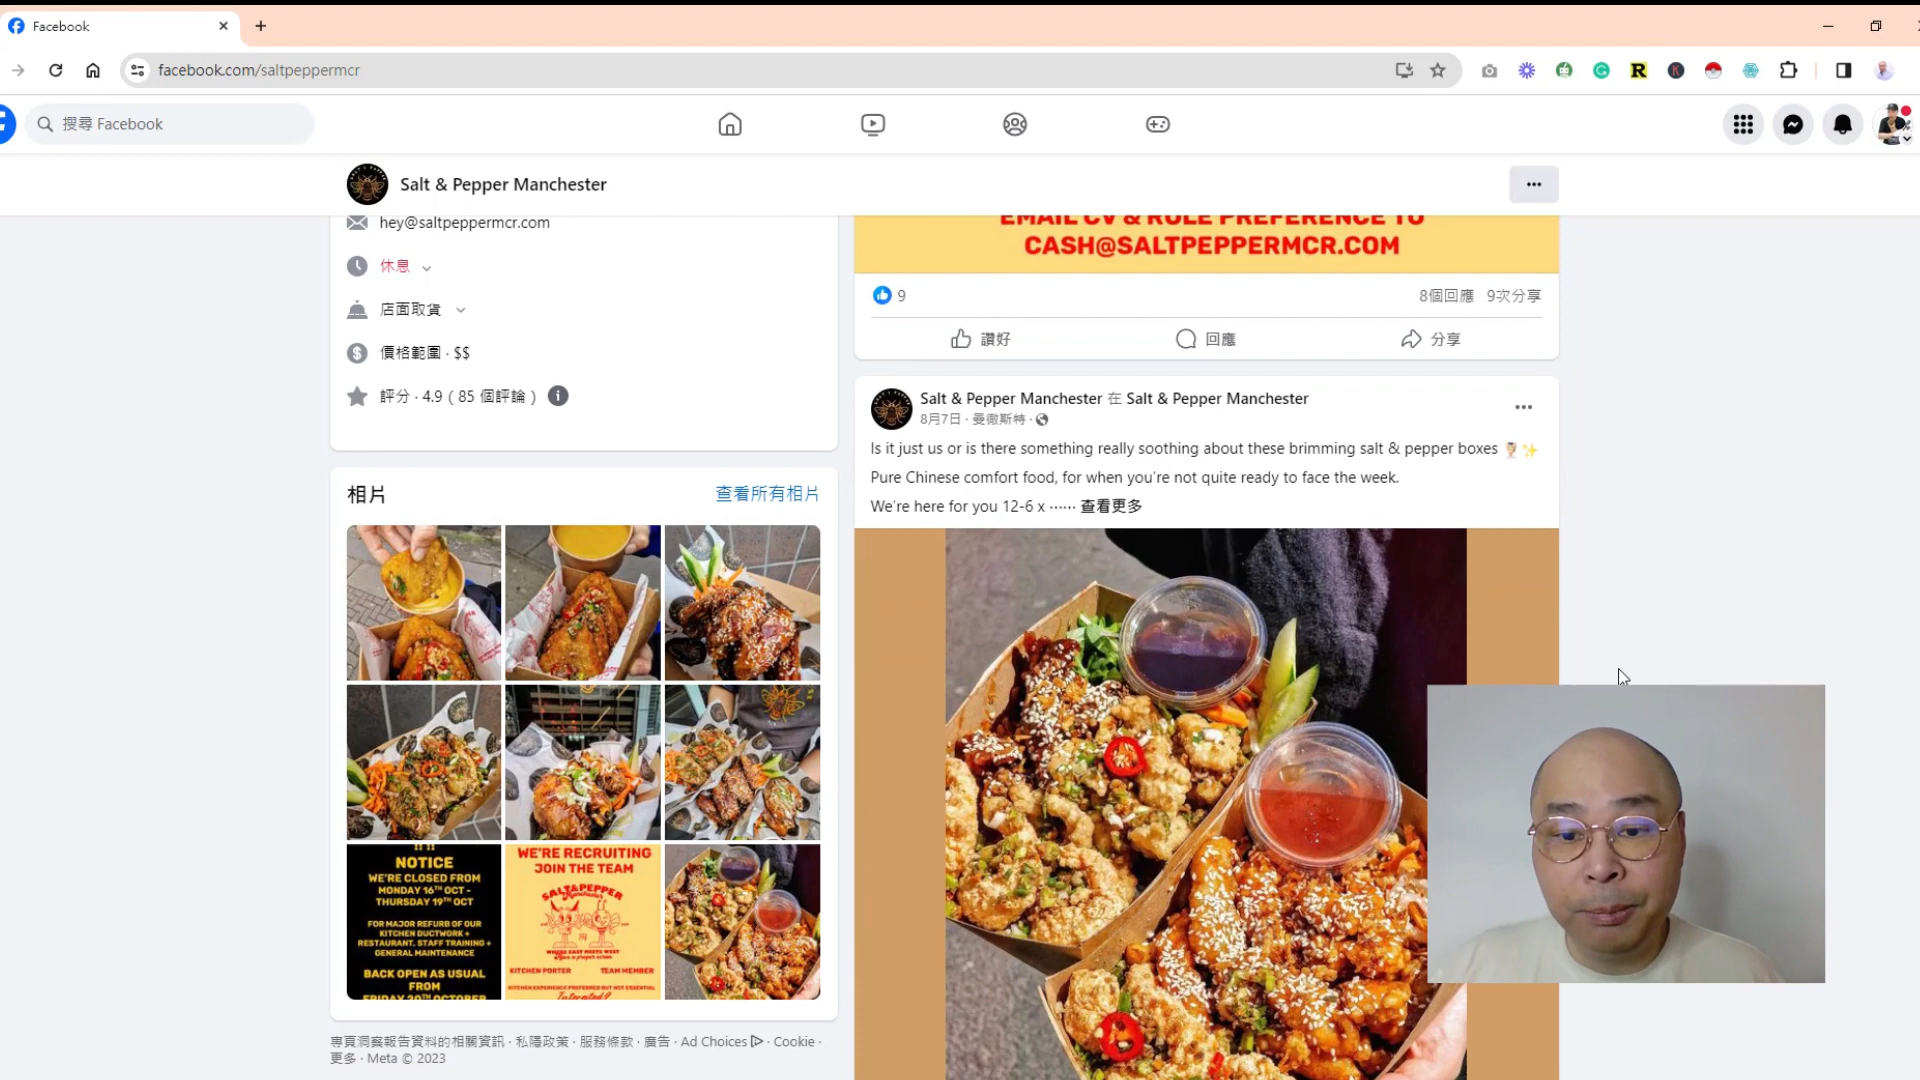 Facebook
facebook.com/saltpeppermcr
搜尋 Facebook
Salt & Pepper Manchester
hey@saltpeppermcr.com
休息
店面取貨
價格範圍 · $$
評分 · 4.9 ( 85 個評論 )
相片
查看所有相片
NOTICE
WE'RE CLOSED FROM
MONDAY 16TH OCT -
THURSDAY 19TH OCT
FOR MAJOR REFURB OF OUR
KITCHEN DUCTWORK +
RESTAURANT, STAFF TRAINING +
GENERAL MAINTENANCE
BACK OPEN AS USUAL
FROM
FRIDAY 20TH OCTOBER
WE'RE RECRUITING
JOIN THE TEAM
SALT & PEPPER
WHERE EAST MEETS WEST
KITCHEN PORTER
TEAM MEMBER
KITCHEN EXPERIENCE PREFERRED BUT NOT ESSENTIAL
Interested?
專頁洞察報告資料的相關資訊 · 私隱政策 · 服務條款 · 廣告 · Ad Choices · Cookie ·
更多 · Meta © 2023
EMAIL CV & ROLE PREFERENCE TO
CASH@SALTPEPPERMCR.COM
9
8個回應 9次分享
讚好
回應
分享
Salt & Pepper Manchester 在 Salt & Pepper Manchester
8月7日 · 曼徹斯特 ·
Is it just us or is there something really soothing about these brimming salt & pepper boxes 💆🏻✨
Pure Chinese comfort food, for when you're not quite ready to face the week.
We're here for you 12-6 x ⋯⋯ 查看更多